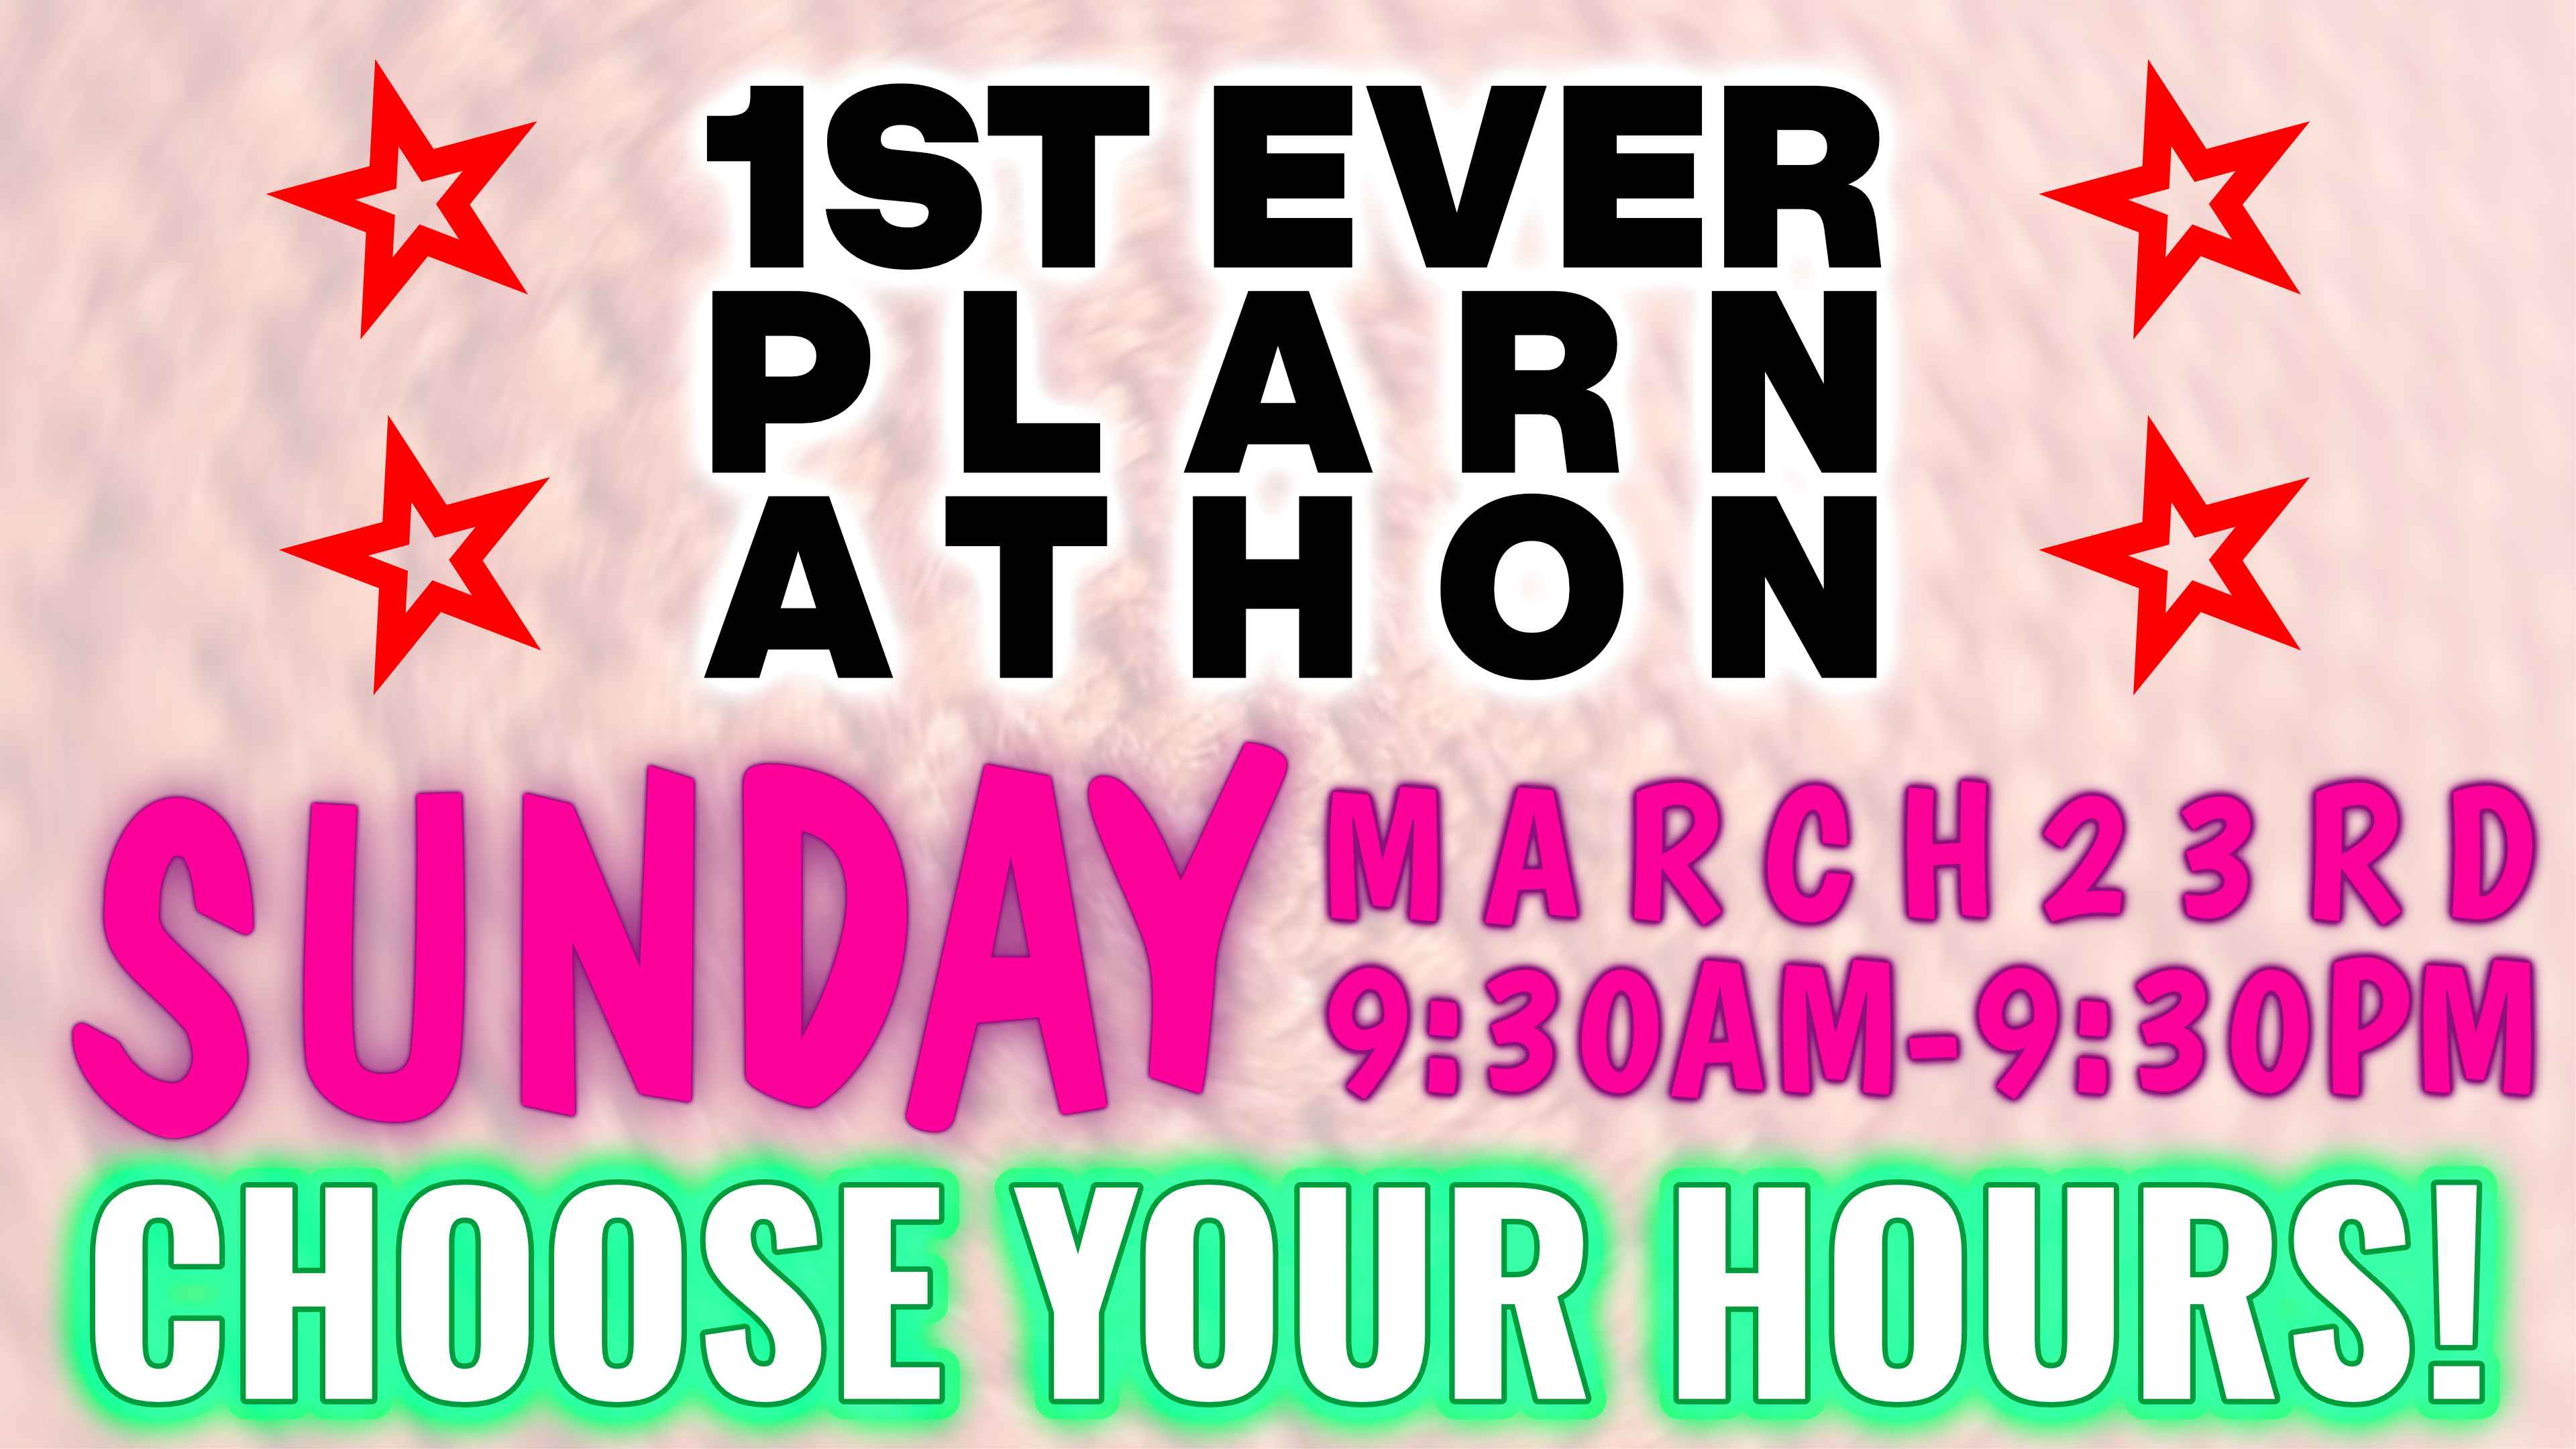 1ST EVER
PLARN
ATHON
SUNDAY
MARCH 23RD
9:30AM-9:30PM
CHOOSE YOUR HOURS!